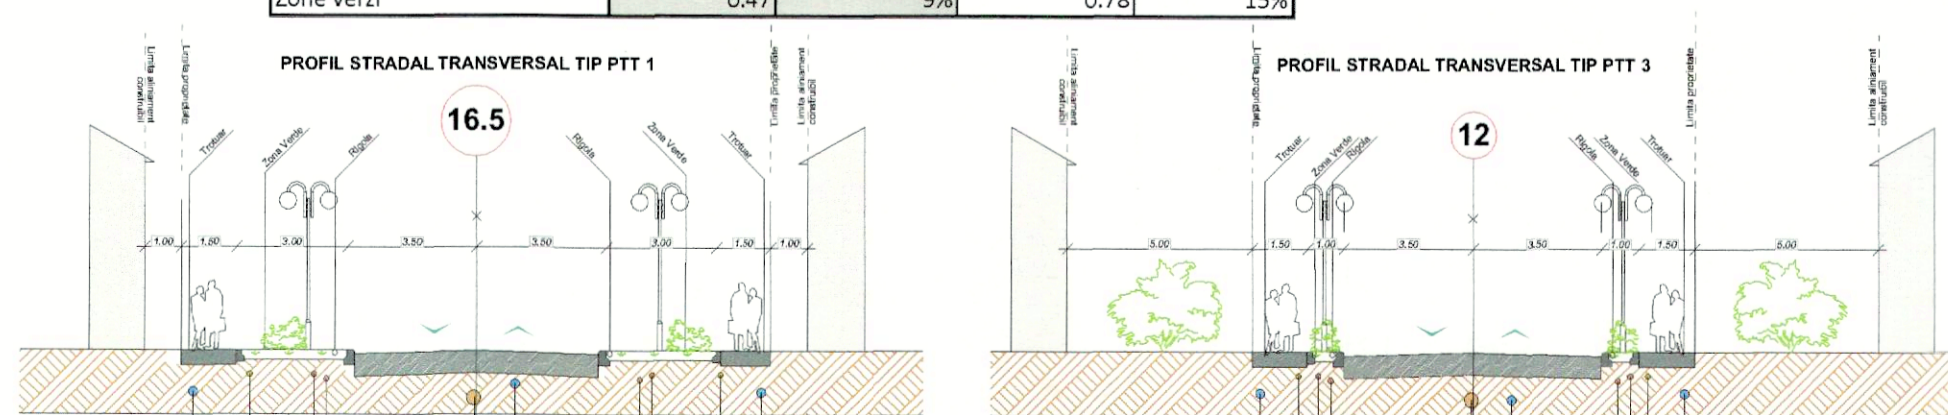 Zone verzi 0.47 9% 0.78 15%
PROFIL STRADAL TRANSVERSAL TIP PTT 1
16.5
Limita aliniament construibil
Limita proprietate
Trotuar
Zona Verde
Rigola
Rigola
Zona Verde
Trotuar
Limita proprietate
Limita aliniament construibil
1.00 1.50 3.00 3.50 3.50 3.00 1.50 1.00
PROFIL STRADAL TRANSVERSAL TIP PTT 3
12
Limita aliniament construibil
Limita proprietate
Trotuar
Zona Verde
Rigola
Rigola
Zona Verde
Trotuar
Limita proprietate
Limita aliniament construibil
5.00 1.50 1.00 3.50 3.50 1.00 1.50 5.00